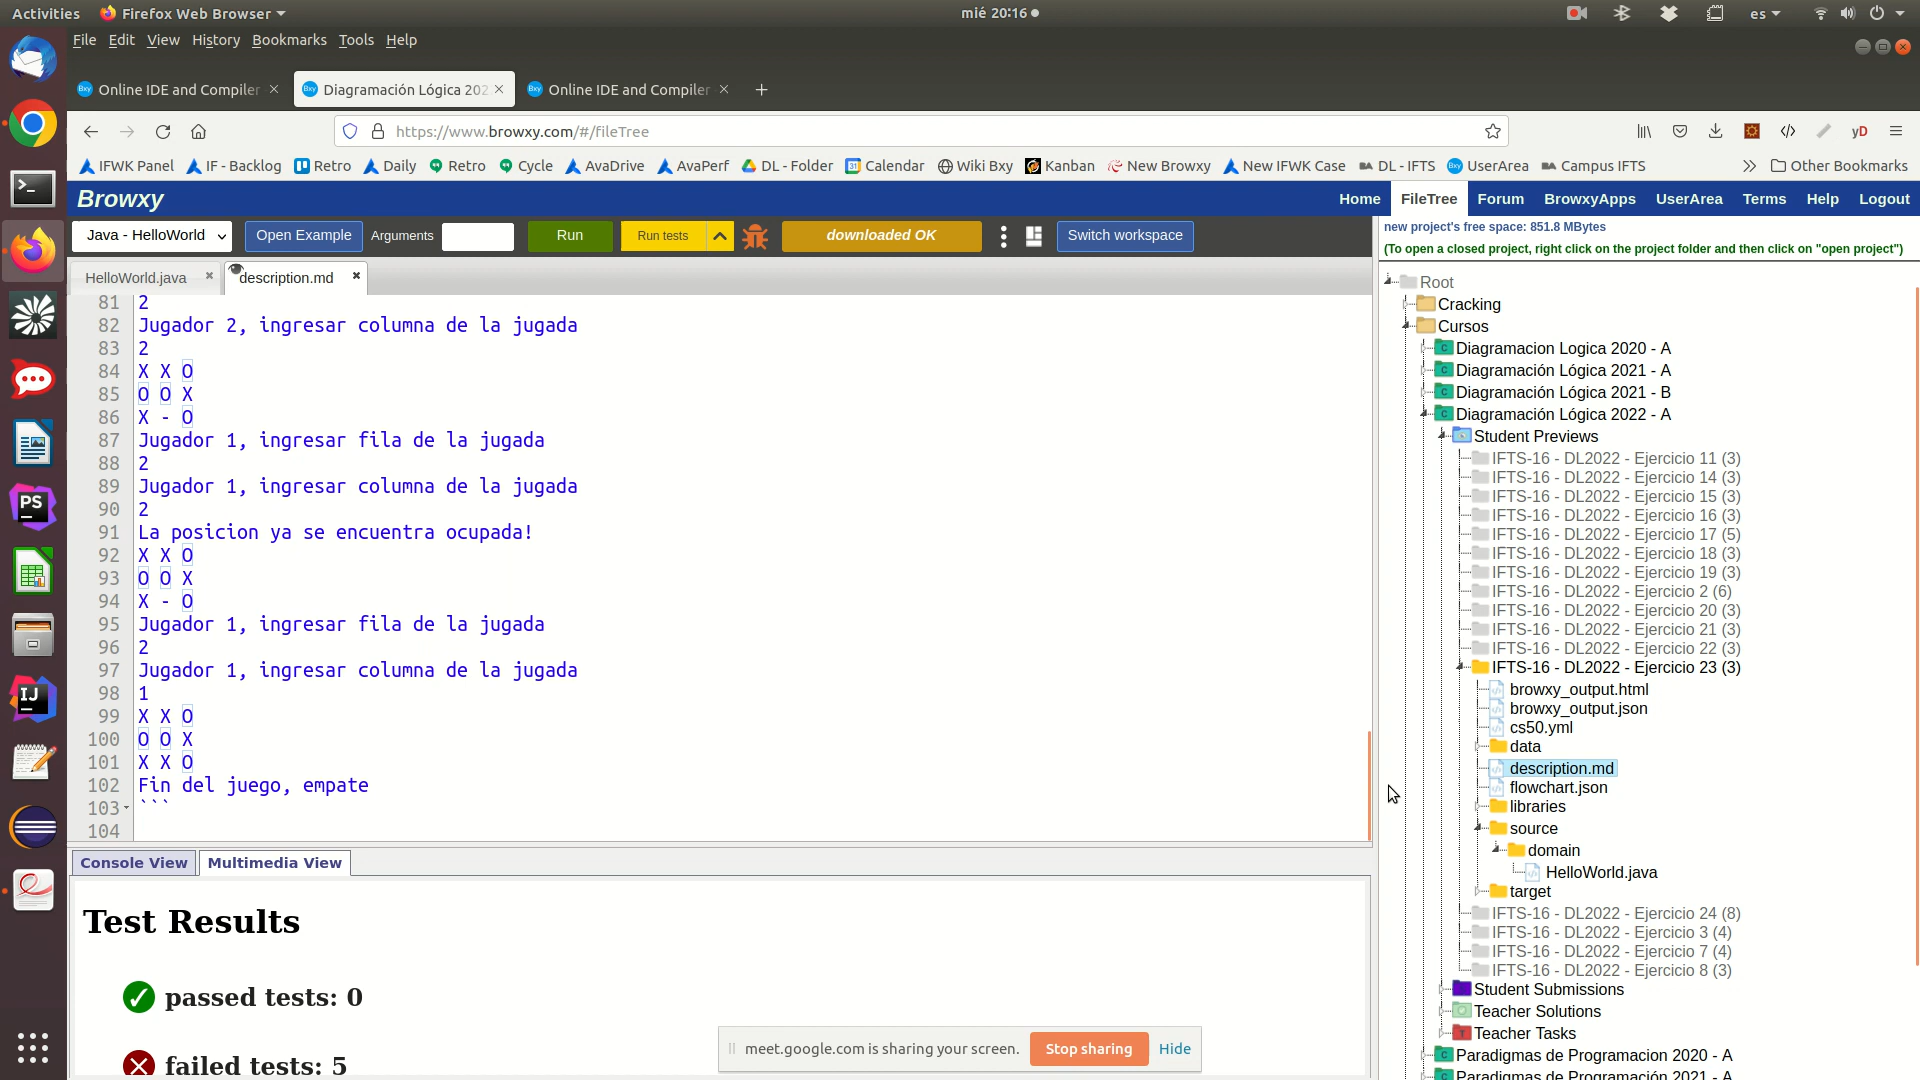 Activities
Firefox Web Browser
mié 20:16
es
File Edit View History Bookmarks Tools Help
Online IDE and Compiler
Diagramación Lógica 202
Online IDE and Compiler
https://www.browxy.com/#/fileTree
yD
IFWK Panel IF - Backlog Retro Daily Retro Cycle AvaDrive AvaPerf DL - Folder Calendar Wiki Bxy Kanban New Browxy New IFWK Case DL - IFTS UserArea Campus IFTS Other Bookmarks
Browxy
Home FileTree Forum BrowxyApps UserArea Terms Help Logout
Java - HelloWorld
Open Example
Arguments
Run
Run tests
downloaded OK
Switch workspace
new project's free space: 851.8 MBytes
(To open a closed project, right click on the project folder and then click on "open project")
HelloWorld.java
description.md
81 2
82 Jugador 2, ingresar columna de la jugada
83 2
84 X X O
85 O O X
86 X - O
87 Jugador 1, ingresar fila de la jugada
88 2
89 Jugador 1, ingresar columna de la jugada
90 2
91 La posicion ya se encuentra ocupada!
92 X X O
93 O O X
94 X - O
95 Jugador 1, ingresar fila de la jugada
96 2
97 Jugador 1, ingresar columna de la jugada
98 1
99 X X O
100 O O X
101 X X O
102 Fin del juego, empate
103 ```
104
Console View
Multimedia View
Test Results
passed tests: 0
failed tests: 5
meet.google.com is sharing your screen.
Stop sharing
Hide
Root
Cracking
Cursos
Diagramacion Logica 2020 - A
Diagramación Lógica 2021 - A
Diagramación Lógica 2021 - B
Diagramación Lógica 2022 - A
Student Previews
IFTS-16 - DL2022 - Ejercicio 11 (3)
IFTS-16 - DL2022 - Ejercicio 14 (3)
IFTS-16 - DL2022 - Ejercicio 15 (3)
IFTS-16 - DL2022 - Ejercicio 16 (3)
IFTS-16 - DL2022 - Ejercicio 17 (5)
IFTS-16 - DL2022 - Ejercicio 18 (3)
IFTS-16 - DL2022 - Ejercicio 19 (3)
IFTS-16 - DL2022 - Ejercicio 2 (6)
IFTS-16 - DL2022 - Ejercicio 20 (3)
IFTS-16 - DL2022 - Ejercicio 21 (3)
IFTS-16 - DL2022 - Ejercicio 22 (3)
IFTS-16 - DL2022 - Ejercicio 23 (3)
browxy_output.html
browxy_output.json
cs50.yml
data
description.md
flowchart.json
libraries
source
domain
HelloWorld.java
target
IFTS-16 - DL2022 - Ejercicio 24 (8)
IFTS-16 - DL2022 - Ejercicio 3 (4)
IFTS-16 - DL2022 - Ejercicio 7 (4)
IFTS-16 - DL2022 - Ejercicio 8 (3)
Student Submissions
Teacher Solutions
Teacher Tasks
Paradigmas de Programacion 2020 - A
Paradigmas de Programación 2021 - A
PS
IJ